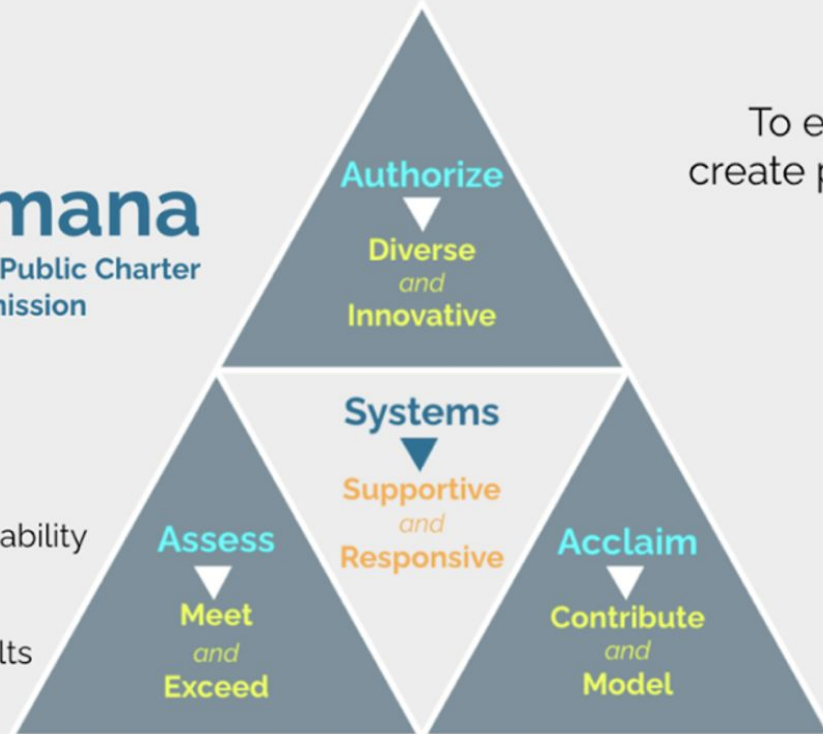 To e
create p
mana
Public Charter
mission
Authorize
Diverse
and
Innovative
Systems
Supportive
and
Responsive
ability
lts
Assess
Meet
and
Exceed
Acclaim
Contribute
and
Model